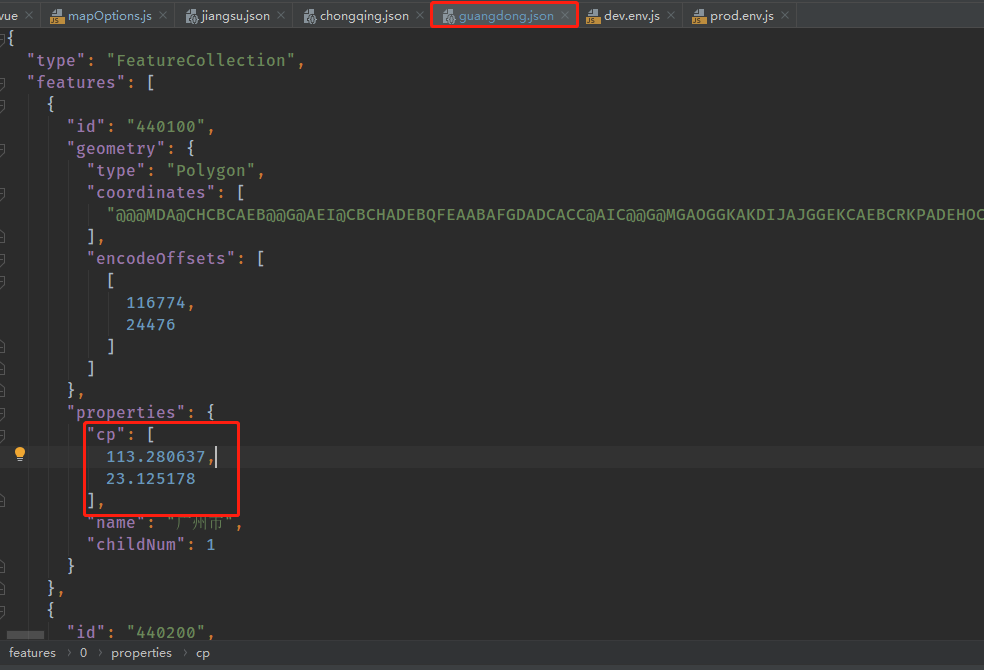 vue mapOptions.js jiangsu.json chongqing.json guangdong.json dev.env.js prod.env.js
{
"type": "FeatureCollection",
"features": [
{
"id": "440100",
"geometry": {
"type": "Polygon",
"coordinates": [
"@@@MDA@CHCBCAEB@@G@AEI@CBCHADEBQFEAABAFGDADCACC@AIC@@G@MGAOGGKAKDIJAJGGEKCAEBCRKPADEHOC
],
"encodeOffsets": [
[
116774,
24476
]
]
},
"properties": {
"cp": [
113.280637,
23.125178
],
"name": "广州市",
"childNum": 1
}
},
{
"id": "440200",
features › 0 › properties › cp